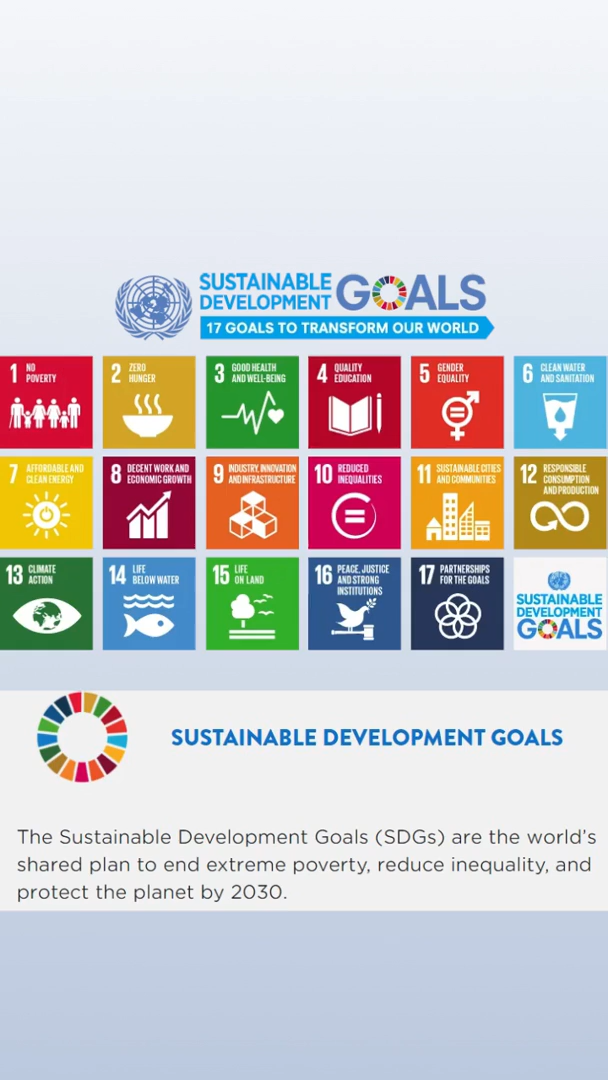 SUSTAINABLE
DEVELOPMENT
GOALS
17 GOALS TO TRANSFORM OUR WORLD
1 NO
POVERTY
2 ZERO
HUNGER
3 GOOD HEALTH
AND WELL-BEING
4 QUALITY
EDUCATION
5 GENDER
EQUALITY
6 CLEAN WATER
AND SANITATION
7 AFFORDABLE AND
CLEAN ENERGY
8 DECENT WORK AND
ECONOMIC GROWTH
9 INDUSTRY, INNOVATION
AND INFRASTRUCTURE
10 REDUCED
INEQUALITIES
11 SUSTAINABLE CITIES
AND COMMUNITIES
12 RESPONSIBLE
CONSUMPTION
AND PRODUCTION
13 CLIMATE
ACTION
14 LIFE
BELOW WATER
15 LIFE
ON LAND
16 PEACE, JUSTICE
AND STRONG
INSTITUTIONS
17 PARTNERSHIPS
FOR THE GOALS
SUSTAINABLE
DEVELOPMENT
GOALS
SUSTAINABLE DEVELOPMENT GOALS
The Sustainable Development Goals (SDGs) are the world's
shared plan to end extreme poverty, reduce inequality, and
protect the planet by 2030.